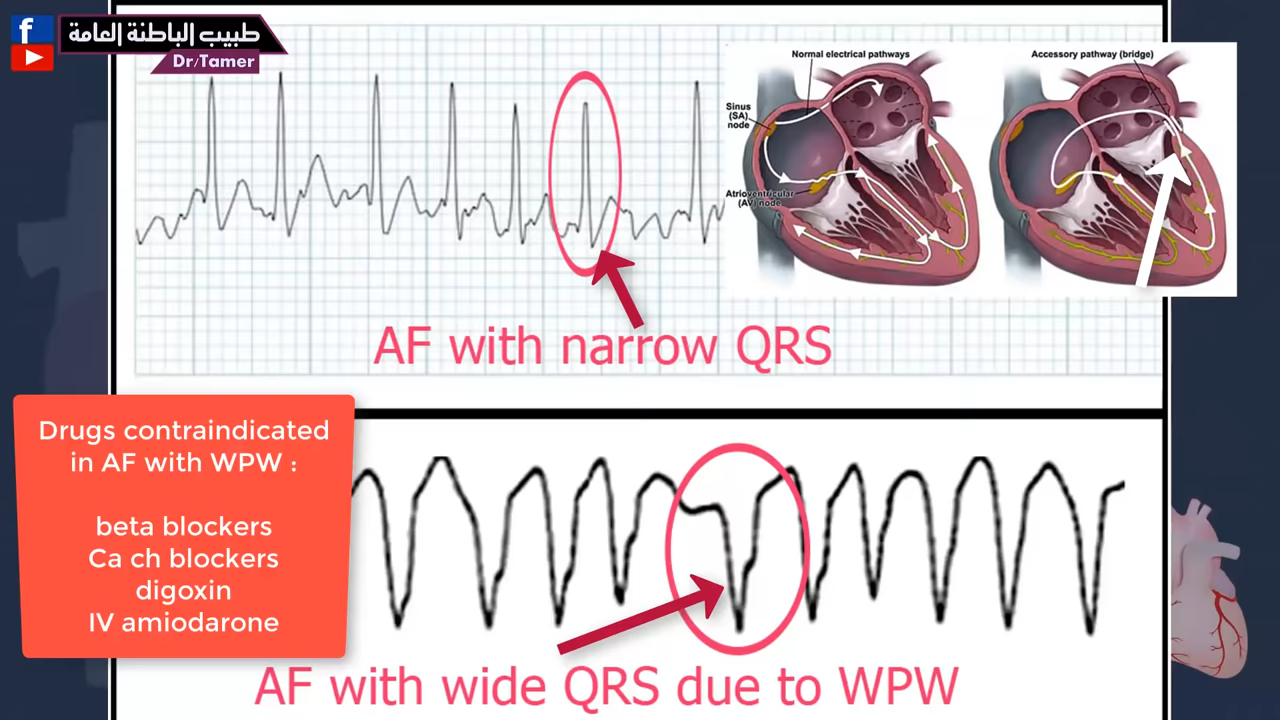 طبيب الباطنة العامة
Dr/Tamer
Normal electrical pathways
Accessory pathway (bridge)
Sinus
(SA)
node
Atrioventricular
(AV) node
AF with narrow QRS
Drugs contraindicated
in AF with WPW :
beta blockers
Ca ch blockers
digoxin
IV amiodarone
AF with wide QRS due to WPW